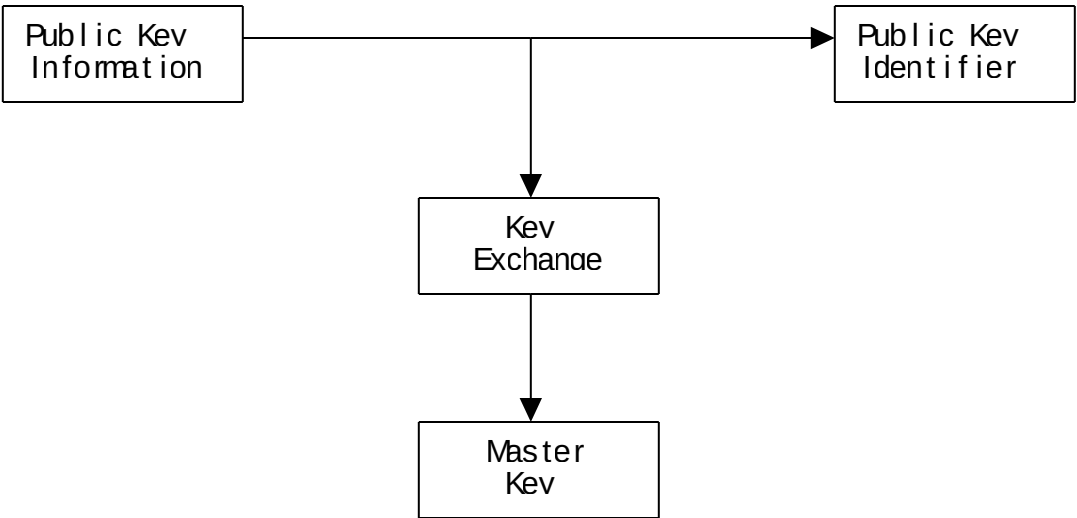 Public Key
Information
Public Key
Identifier
Key
Exchange
Master
Key